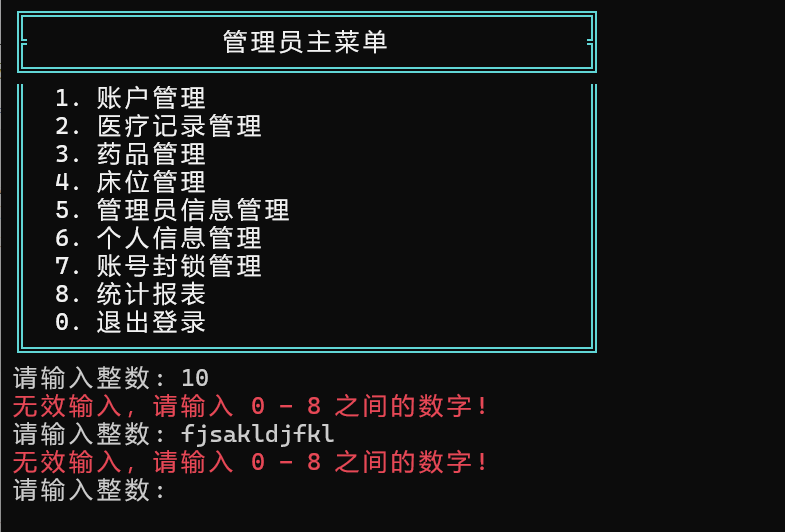 管理员主菜单
1. 账户管理
2. 医疗记录管理
3. 药品管理
4. 床位管理
5. 管理员信息管理
6. 个人信息管理
7. 账号封锁管理
8. 统计报表
0. 退出登录
请输入整数: 10
无效输入, 请输入 0 - 8 之间的数字!
请输入整数: fjsakldjfkl
无效输入, 请输入 0 - 8 之间的数字!
请输入整数: